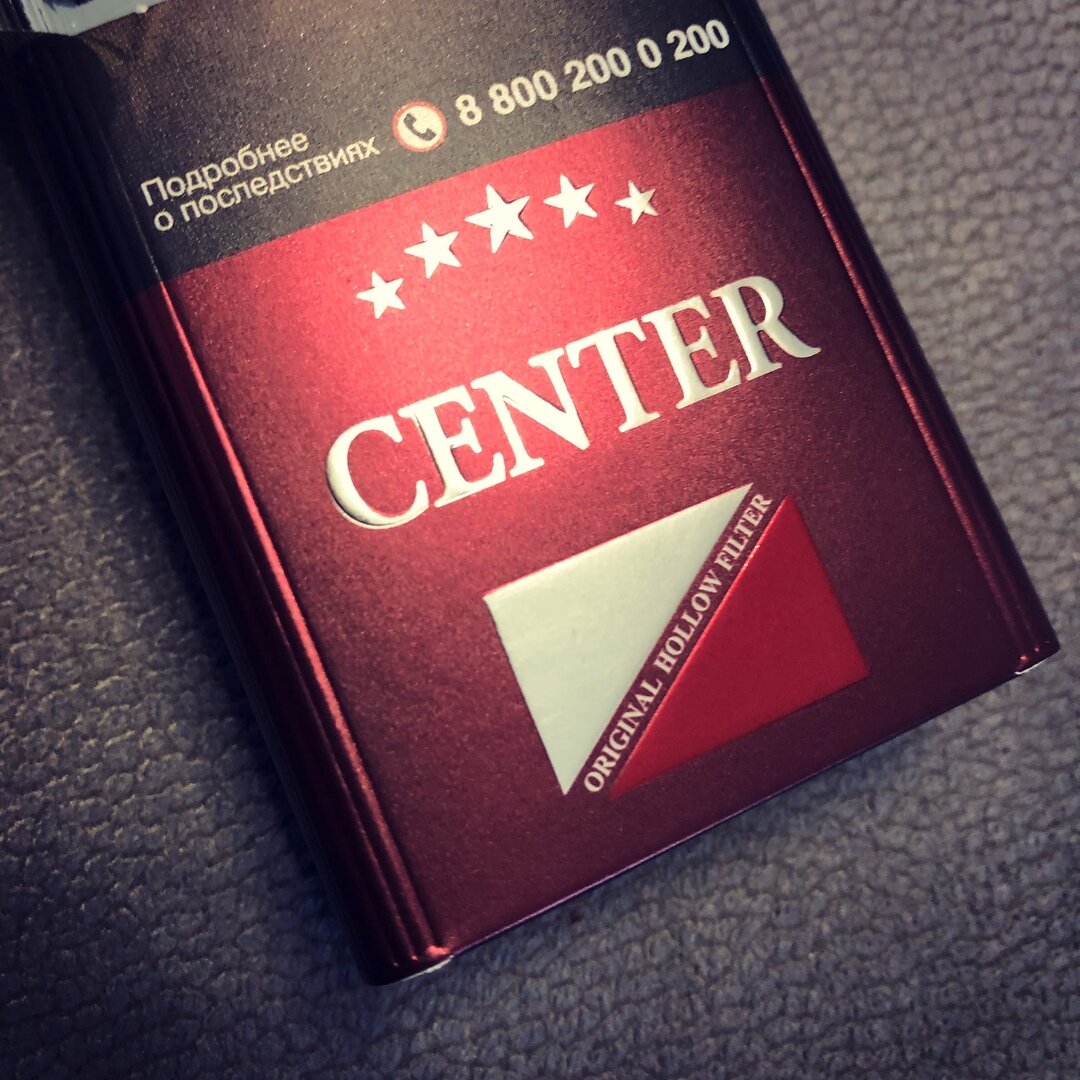 Подробнее
о последствиях
8 800 200 0 200
CENTER
ORIGINAL HOLLOW FILTER